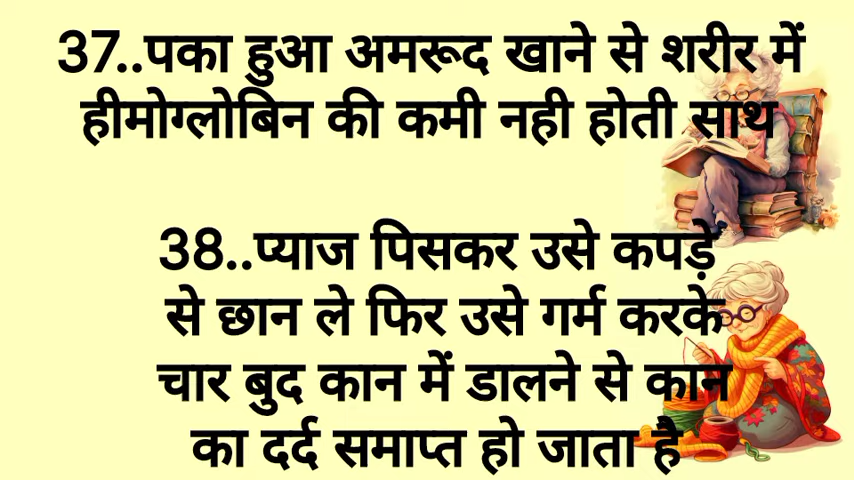 37..पका हुआ अमरूद खाने से शरीर में
हीमोग्लोबिन की कमी नही होती साथ
38..प्याज पिसकर उसे कपड़े
से छान ले फिर उसे गर्म करके
चार बुद कान में डालने से कान
का दर्द समाप्त हो जाता है